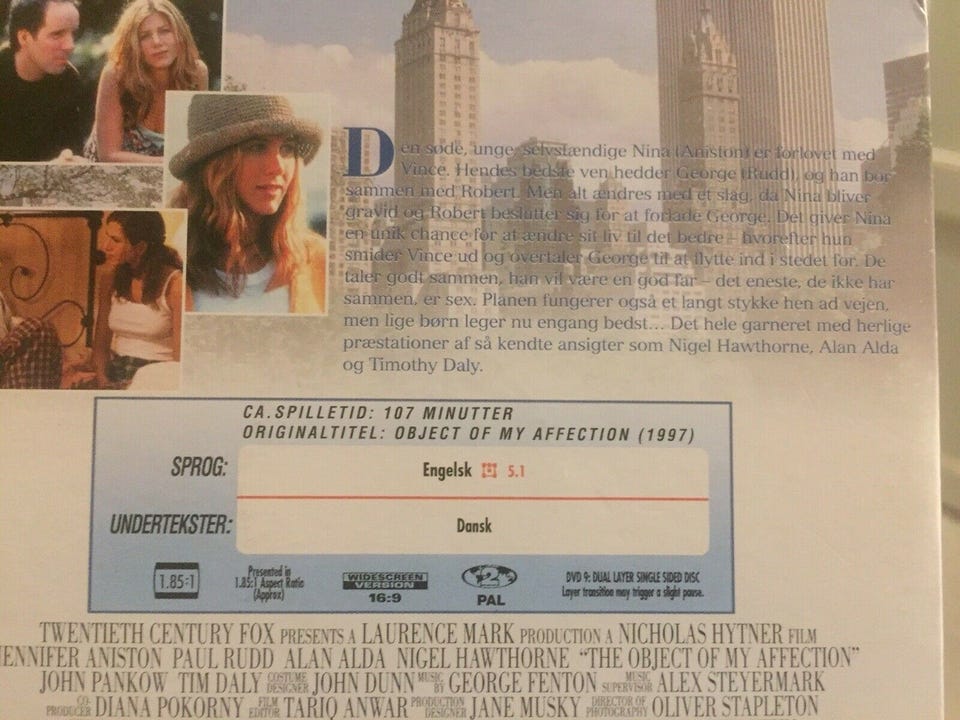 Den søde, unge selvstændige Nina (Aniston) er forlovet med
Vince. Hendes bedste ven hedder George (Rudd), og han bor
sammen med Robert. Men alt ændres med et slag, da Nina bliver
gravid og Robert beslutter sig for at forlade George. Det giver Nina
en unik chance for at ændre sit liv til det bedre – hvorefter hun
smider Vince ud og overtaler George til at flytte ind i stedet for. De
taler godt sammen, han vil være en god far – det eneste, de ikke har
sammen, er sex. Planen fungerer også et langt stykke hen ad vejen,
men lige børn leger nu engang bedst... Det hele garneret med herlige
præstationer af så kendte ansigter som Nigel Hawthorne, Alan Alda
og Timothy Daly.
CA. SPILLETID: 107 MINUTTER
ORIGINALTITEL: OBJECT OF MY AFFECTION (1997)
SPROG: Engelsk 5.1
UNDERTEKSTER: Dansk
1.85:1
Presented in
1.85:1 Aspect Ratio
(Approx)
WIDESCREEN
VERSION
16:9
2
PAL
DVD 9: DUAL LAYER SINGLE SIDED DISC
Layer transition may trigger a slight pause.
TWENTIETH CENTURY FOX PRESENTS A LAURENCE MARK PRODUCTION A NICHOLAS HYTNER FILM
JENNIFER ANISTON PAUL RUDD ALAN ALDA NIGEL HAWTHORNE "THE OBJECT OF MY AFFECTION"
JOHN PANKOW TIM DALY COSTUME DESIGNER JOHN DUNN MUSIC BY GEORGE FENTON MUSIC SUPERVISOR ALEX STEYERMARK
CO-PRODUCER DIANA POKORNY FILM EDITOR TARIQ ANWAR PRODUCTION DESIGNER JANE MUSKY DIRECTOR OF PHOTOGRAPHY OLIVER STAPLETON